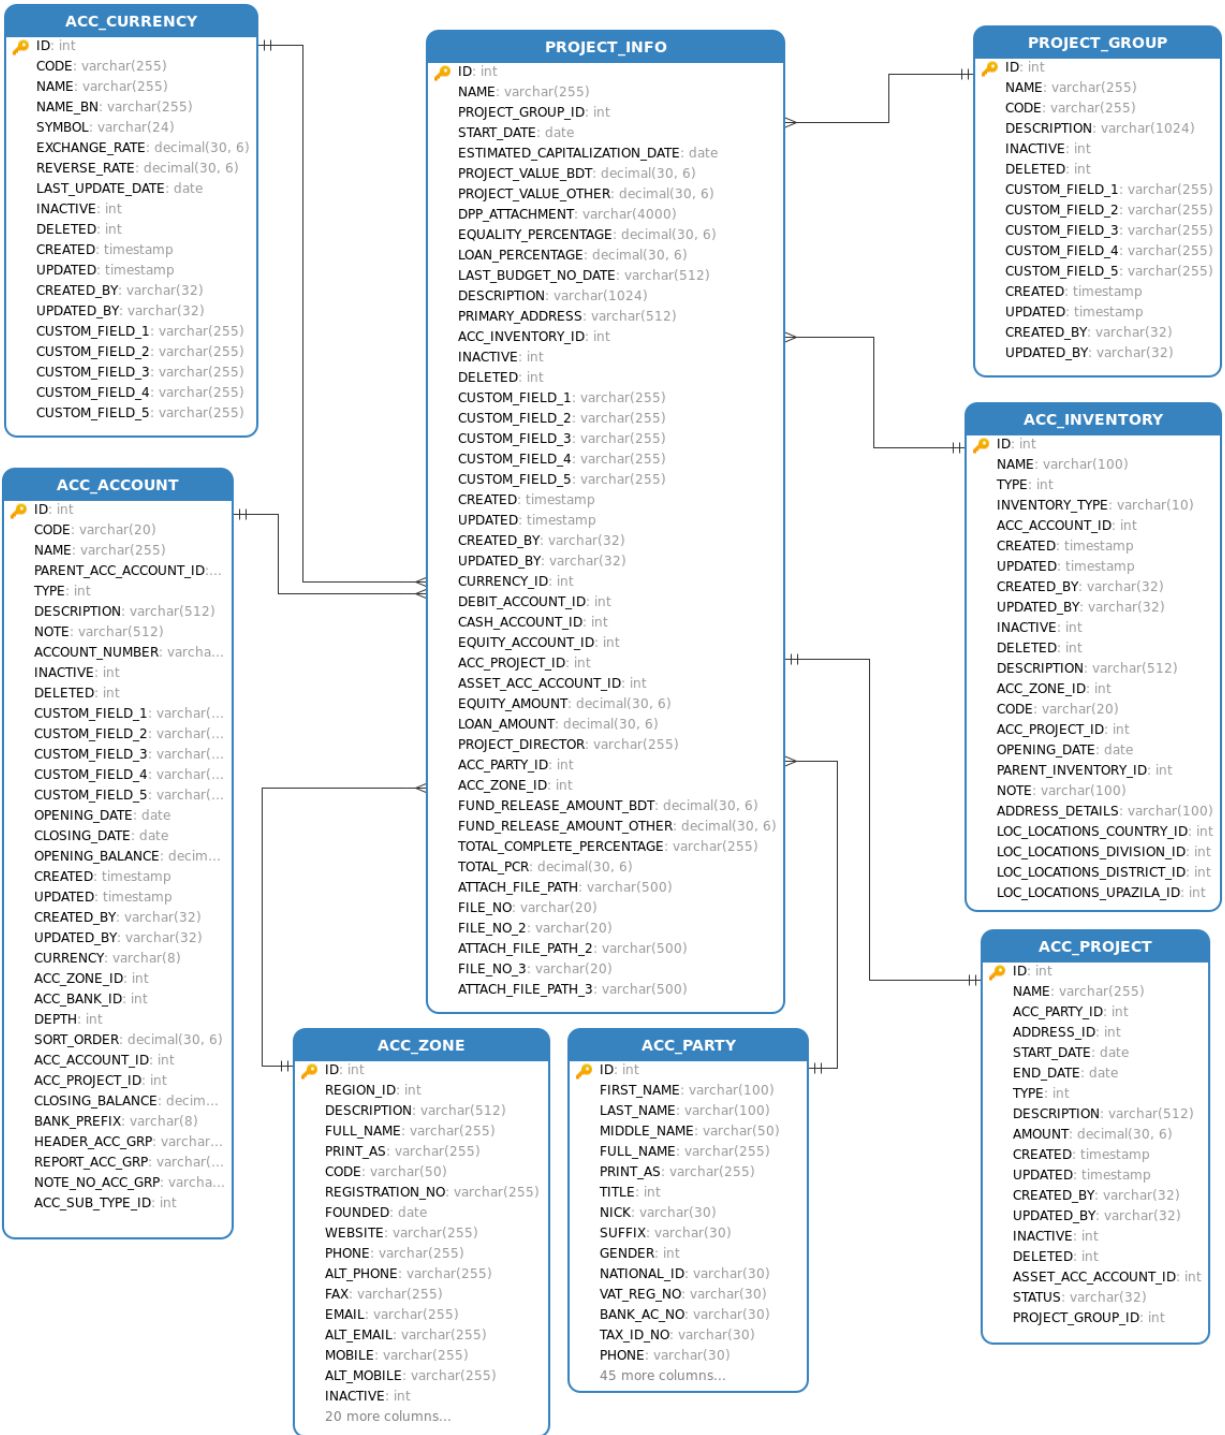 ACC_CURRENCY
ID: int
CODE: varchar(255)
NAME: varchar(255)
NAME_BN: varchar(255)
SYMBOL: varchar(24)
EXCHANGE_RATE: decimal(30, 6)
REVERSE_RATE: decimal(30, 6)
LAST_UPDATE_DATE: date
INACTIVE: int
DELETED: int
CREATED: timestamp
UPDATED: timestamp
CREATED_BY: varchar(32)
UPDATED_BY: varchar(32)
CUSTOM_FIELD_1: varchar(255)
CUSTOM_FIELD_2: varchar(255)
CUSTOM_FIELD_3: varchar(255)
CUSTOM_FIELD_4: varchar(255)
CUSTOM_FIELD_5: varchar(255)
ACC_ACCOUNT
ID: int
CODE: varchar(20)
NAME: varchar(255)
PARENT_ACC_ACCOUNT_ID:...
TYPE: int
DESCRIPTION: varchar(512)
NOTE: varchar(512)
ACCOUNT_NUMBER: varcha...
INACTIVE: int
DELETED: int
CUSTOM_FIELD_1: varchar(...
CUSTOM_FIELD_2: varchar(...
CUSTOM_FIELD_3: varchar(...
CUSTOM_FIELD_4: varchar(...
CUSTOM_FIELD_5: varchar(...
OPENING_DATE: date
CLOSING_DATE: date
OPENING_BALANCE: decim...
CREATED: timestamp
UPDATED: timestamp
CREATED_BY: varchar(32)
UPDATED_BY: varchar(32)
CURRENCY: varchar(8)
ACC_ZONE_ID: int
ACC_BANK_ID: int
DEPTH: int
SORT_ORDER: decimal(30, 6)
ACC_ACCOUNT_ID: int
ACC_PROJECT_ID: int
CLOSING_BALANCE: decim...
BANK_PREFIX: varchar(8)
HEADER_ACC_GRP: varchar...
REPORT_ACC_GRP: varchar(...
NOTE_NO_ACC_GRP: varcha...
ACC_SUB_TYPE_ID: int
PROJECT_INFO
ID: int
NAME: varchar(255)
PROJECT_GROUP_ID: int
START_DATE: date
ESTIMATED_CAPITALIZATION_DATE: date
PROJECT_VALUE_BDT: decimal(30, 6)
PROJECT_VALUE_OTHER: decimal(30, 6)
DPP_ATTACHMENT: varchar(4000)
EQUALITY_PERCENTAGE: decimal(30, 6)
LOAN_PERCENTAGE: decimal(30, 6)
LAST_BUDGET_NO_DATE: varchar(512)
DESCRIPTION: varchar(1024)
PRIMARY_ADDRESS: varchar(512)
ACC_INVENTORY_ID: int
INACTIVE: int
DELETED: int
CUSTOM_FIELD_1: varchar(255)
CUSTOM_FIELD_2: varchar(255)
CUSTOM_FIELD_3: varchar(255)
CUSTOM_FIELD_4: varchar(255)
CUSTOM_FIELD_5: varchar(255)
CREATED: timestamp
UPDATED: timestamp
CREATED_BY: varchar(32)
UPDATED_BY: varchar(32)
CURRENCY_ID: int
DEBIT_ACCOUNT_ID: int
CASH_ACCOUNT_ID: int
EQUITY_ACCOUNT_ID: int
ACC_PROJECT_ID: int
ASSET_ACC_ACCOUNT_ID: int
EQUITY_AMOUNT: decimal(30, 6)
LOAN_AMOUNT: decimal(30, 6)
PROJECT_DIRECTOR: varchar(255)
ACC_PARTY_ID: int
ACC_ZONE_ID: int
FUND_RELEASE_AMOUNT_BDT: decimal(30, 6)
FUND_RELEASE_AMOUNT_OTHER: decimal(30, 6)
TOTAL_COMPLETE_PERCENTAGE: varchar(255)
TOTAL_PCR: decimal(30, 6)
ATTACH_FILE_PATH: varchar(500)
FILE_NO: varchar(20)
FILE_NO_2: varchar(20)
ATTACH_FILE_PATH_2: varchar(500)
FILE_NO_3: varchar(20)
ATTACH_FILE_PATH_3: varchar(500)
PROJECT_GROUP
ID: int
NAME: varchar(255)
CODE: varchar(255)
DESCRIPTION: varchar(1024)
INACTIVE: int
DELETED: int
CUSTOM_FIELD_1: varchar(255)
CUSTOM_FIELD_2: varchar(255)
CUSTOM_FIELD_3: varchar(255)
CUSTOM_FIELD_4: varchar(255)
CUSTOM_FIELD_5: varchar(255)
CREATED: timestamp
UPDATED: timestamp
CREATED_BY: varchar(32)
UPDATED_BY: varchar(32)
ACC_INVENTORY
ID: int
NAME: varchar(100)
TYPE: int
INVENTORY_TYPE: varchar(10)
ACC_ACCOUNT_ID: int
CREATED: timestamp
UPDATED: timestamp
CREATED_BY: varchar(32)
UPDATED_BY: varchar(32)
INACTIVE: int
DELETED: int
DESCRIPTION: varchar(512)
ACC_ZONE_ID: int
CODE: varchar(20)
ACC_PROJECT_ID: int
OPENING_DATE: date
PARENT_INVENTORY_ID: int
NOTE: varchar(100)
ADDRESS_DETAILS: varchar(100)
LOC_LOCATIONS_COUNTRY_ID: int
LOC_LOCATIONS_DIVISION_ID: int
LOC_LOCATIONS_DISTRICT_ID: int
LOC_LOCATIONS_UPAZILA_ID: int
ACC_ZONE
ID: int
REGION_ID: int
DESCRIPTION: varchar(512)
FULL_NAME: varchar(255)
PRINT_AS: varchar(255)
CODE: varchar(50)
REGISTRATION_NO: varchar(255)
FOUNDED: date
WEBSITE: varchar(255)
PHONE: varchar(255)
ALT_PHONE: varchar(255)
FAX: varchar(255)
EMAIL: varchar(255)
ALT_EMAIL: varchar(255)
MOBILE: varchar(255)
ALT_MOBILE: varchar(255)
INACTIVE: int
20 more columns...
ACC_PARTY
ID: int
FIRST_NAME: varchar(100)
LAST_NAME: varchar(100)
MIDDLE_NAME: varchar(50)
FULL_NAME: varchar(255)
PRINT_AS: varchar(255)
TITLE: int
NICK: varchar(30)
SUFFIX: varchar(30)
GENDER: int
NATIONAL_ID: varchar(30)
VAT_REG_NO: varchar(30)
BANK_AC_NO: varchar(30)
TAX_ID_NO: varchar(30)
PHONE: varchar(30)
45 more columns...
ACC_PROJECT
ID: int
NAME: varchar(255)
ACC_PARTY_ID: int
ADDRESS_ID: int
START_DATE: date
END_DATE: date
TYPE: int
DESCRIPTION: varchar(512)
AMOUNT: decimal(30, 6)
CREATED: timestamp
UPDATED: timestamp
CREATED_BY: varchar(32)
UPDATED_BY: varchar(32)
INACTIVE: int
DELETED: int
ASSET_ACC_ACCOUNT_ID: int
STATUS: varchar(32)
PROJECT_GROUP_ID: int